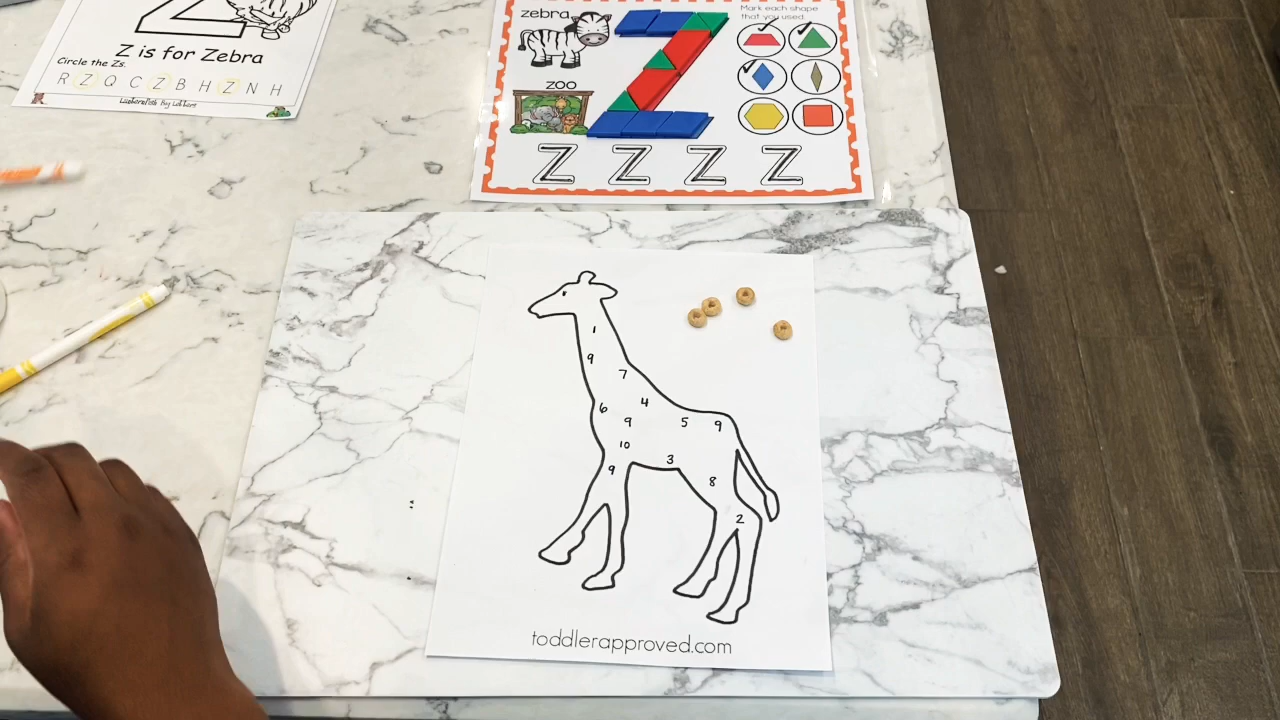 Z
Z is for Zebra
Circle the Zs:
R Z Q C Z B H Z N H
zebra
zoo
Mark each shape
that you used.
Z Z Z Z
1
9
7
4
6
9
5
9
10
3
9
8
2
toddlerapproved.com